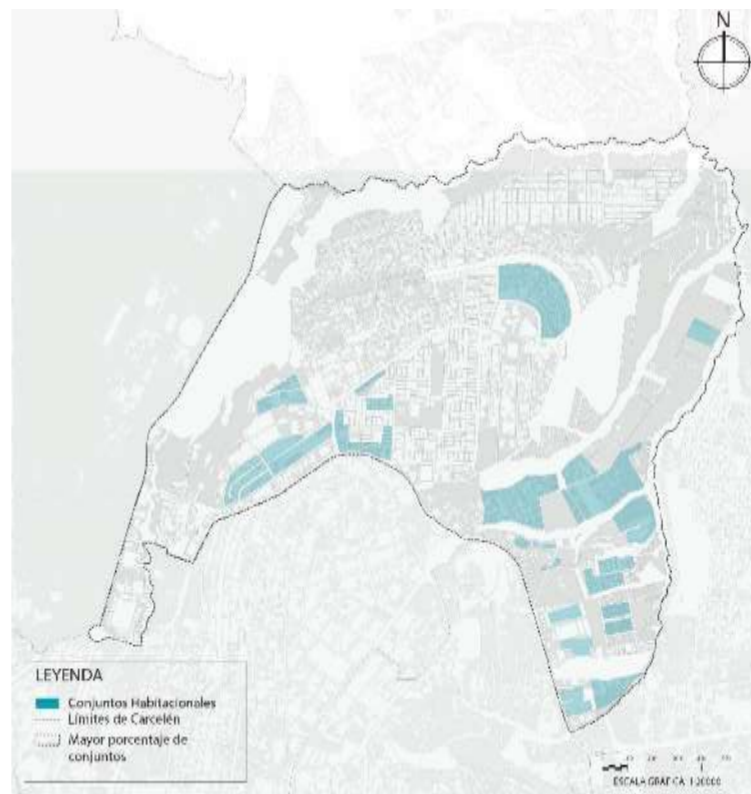 N
LEYENDA
Conjuntos Habitacionales
Límites de Carcelén
Mayor porcentaje de
conjuntos
ESCALA GRÁFICA 1:20000